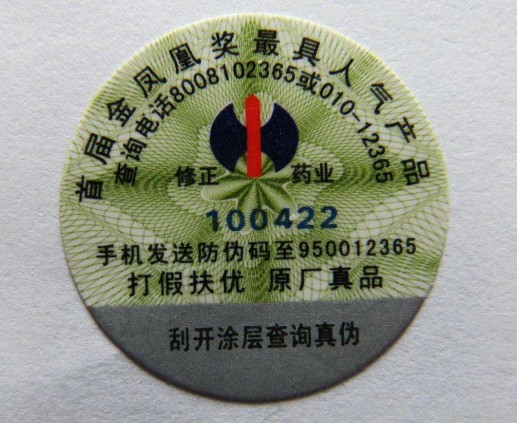 首届金凤凰奖最具人气产品
查询电话8008102365或010-12365
修正 药业
100422
手机发送防伪码至950012365
打假扶优 原厂真品
刮开涂层查询真伪